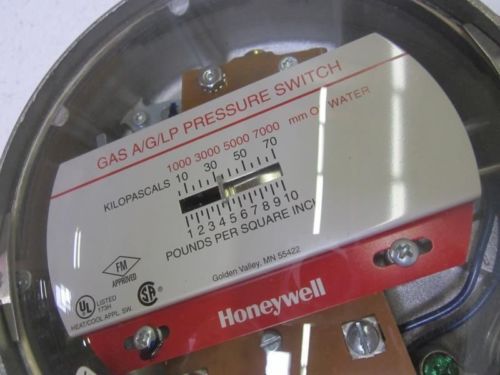 GAS A/G/LP PRESSURE SWITCH
1000 3000 5000 7000 mm OF WATER
KILOPASCALS 10 30 50 70
1 2 3 4 5 6 7 8 9 10
POUNDS PER SQUARE INCH
Golden Valley, MN 55422
FM
APPROVED
UL LISTED
173H
HEAT/COOL APPL. SW.
SA
Honeywell